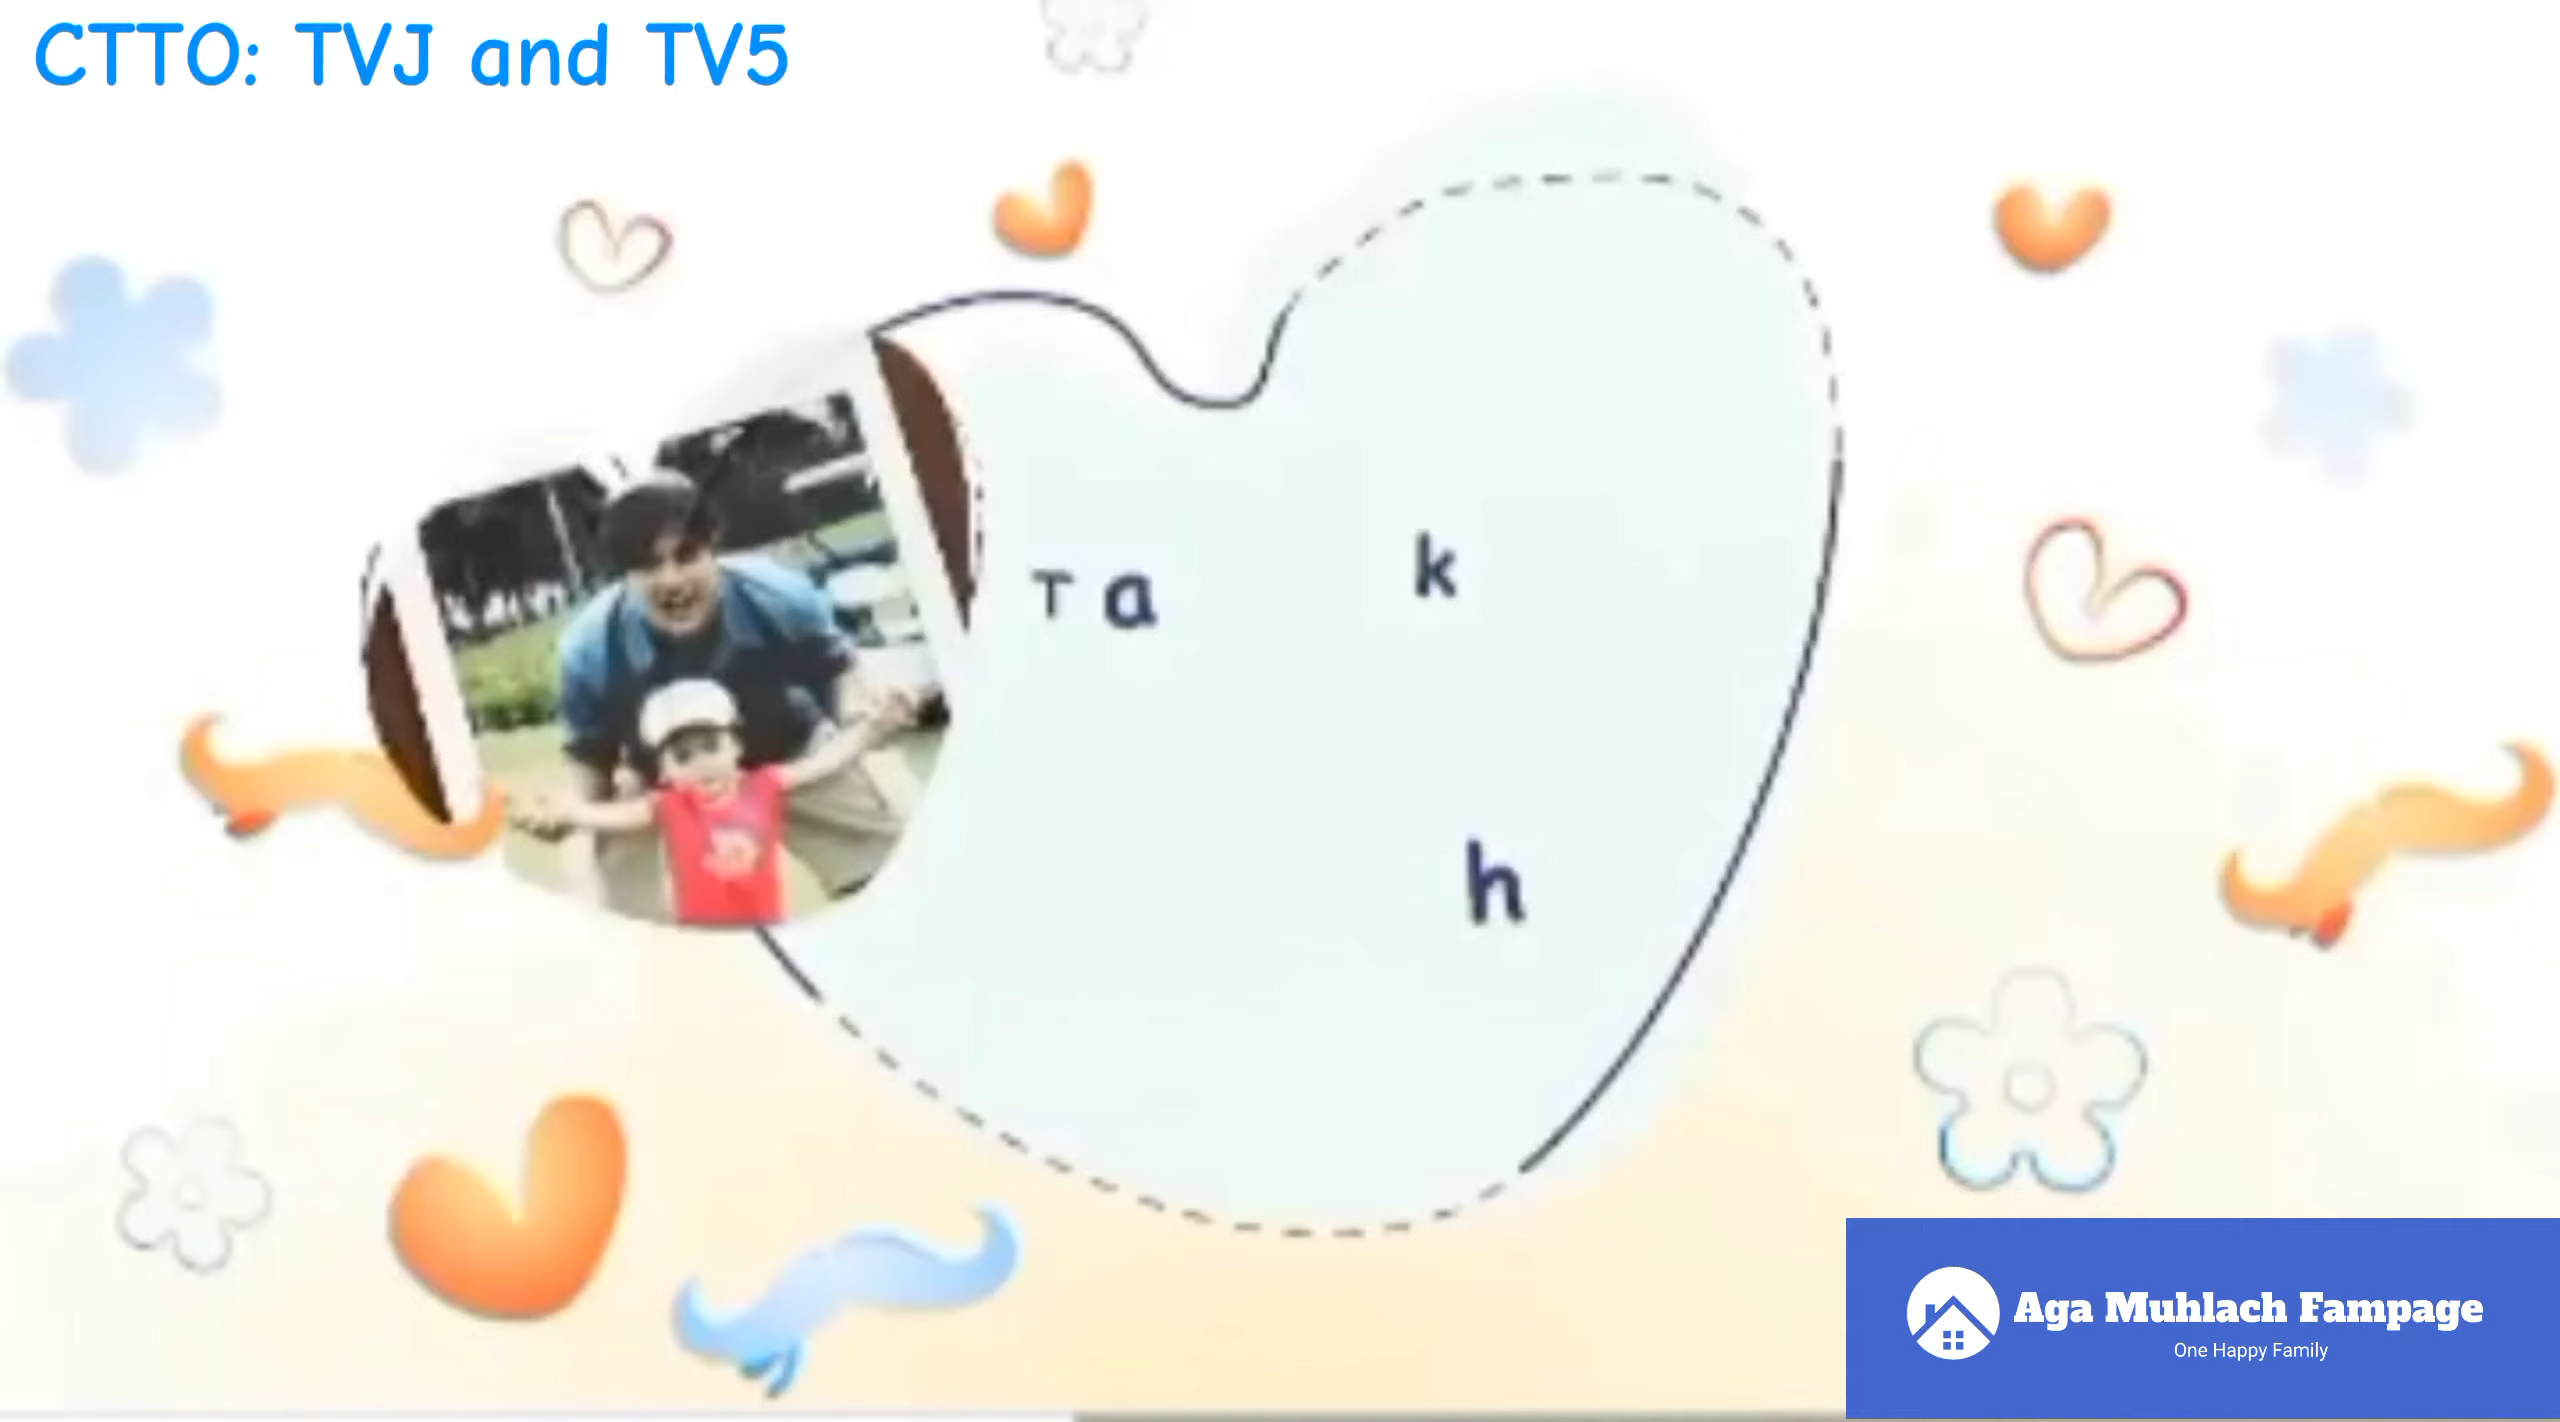 CTTO: TVJ and TV5
T a k
h
Aga Muhlach Fampage
One Happy Family